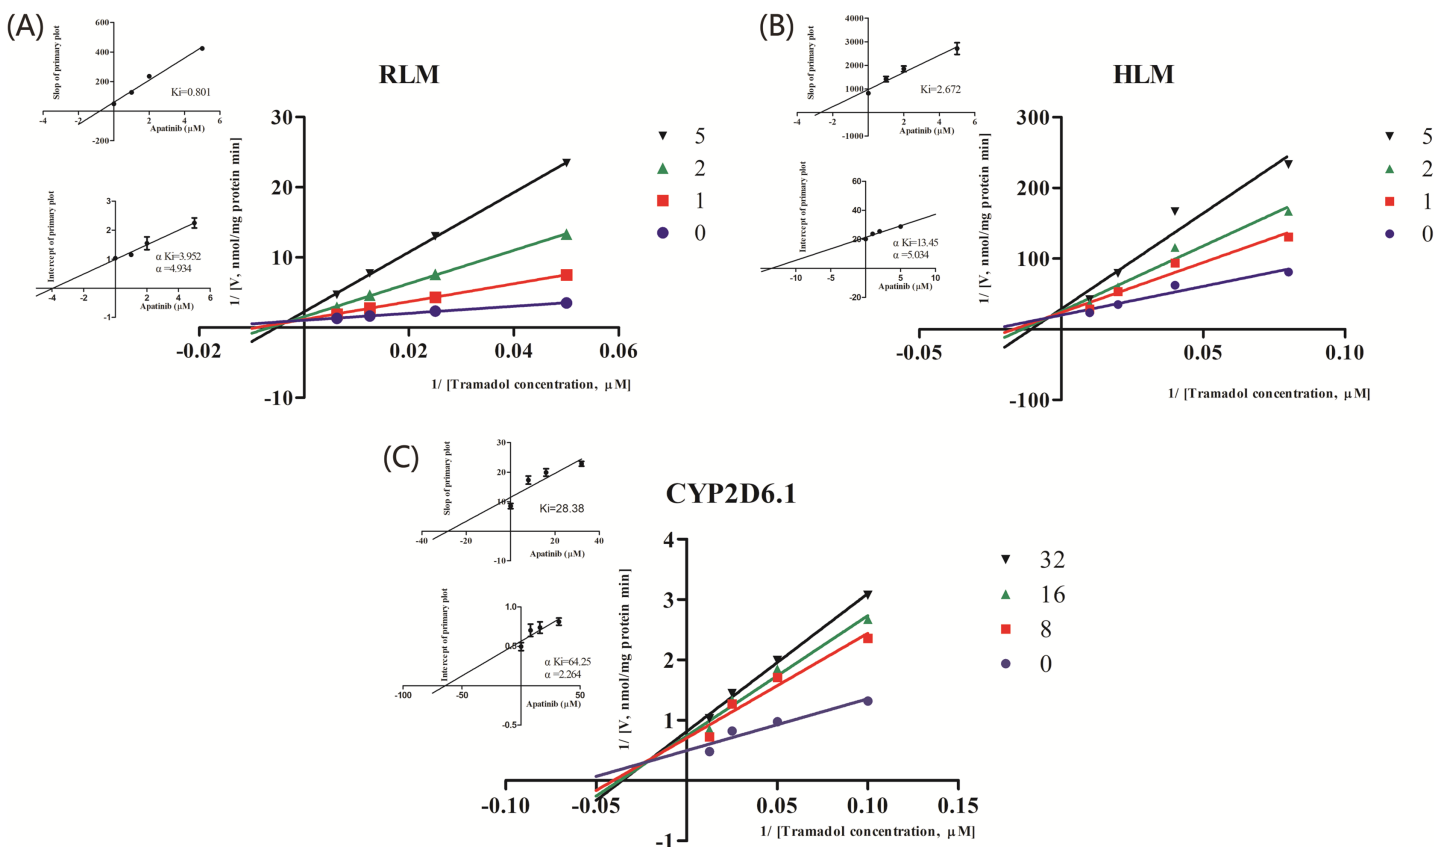 (A)
RLM
Slop of primary plot
600
400
200
-200
-4
-2
0
2
4
6
Ki=0.801
Apatinib (μM)
Intercept of primary plot
3
2
1
-1
-4
-2
0
2
4
6
α Ki=3.952
α =4.934
Apatinib (μM)
1/ [V, nmol/mg protein min]
30
20
10
-10
-0.02
0.02
0.04
0.06
1/ [Tramadol concentration, μM]
5
2
1
0
(B)
HLM
Slop of primary plot
4000
3000
2000
1000
-1000
-4
-2
0
2
4
6
Ki=2.672
Apatinib (μM)
Intercept of primary plot
60
40
20
-20
-10
-5
0
5
10
α Ki=13.45
α =5.034
Apatinib (μM)
1/ [V, nmol/mg protein min]
300
200
100
-100
-0.05
0.05
0.10
1/ [Tramadol concentration, μM]
5
2
1
0
(C)
CYP2D6.1
Slop of primary plot
30
20
10
-10
-40
-20
0
20
40
Ki=28.38
Apatinib (μM)
Intercept of primary plot
1.0
0.5
-0.5
-100
-50
0
50
α Ki=64.25
α =2.264
Apatinib (μM)
1/ [V, nmol/mg protein min]
4
3
2
1
-1
-0.10
-0.05
0.05
0.10
0.15
1/ [Tramadol concentration, μM]
32
16
8
0